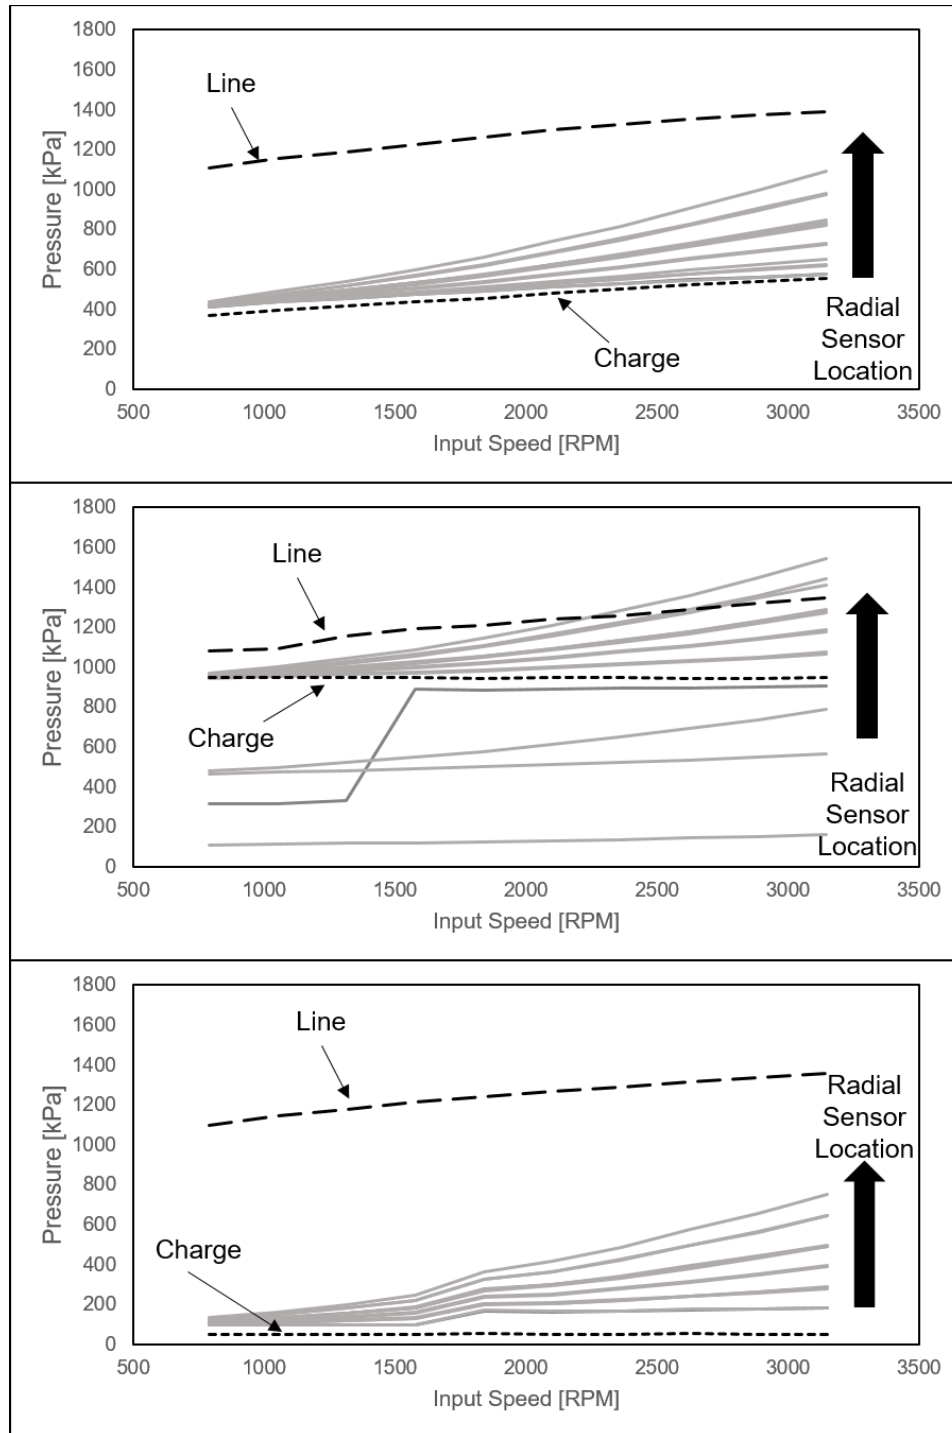 1800
1600
1400
1200
1000
800
600
400
200
0
Pressure [kPa]
Line
Charge
Radial
Sensor
Location
500 1000 1500 2000 2500 3000 3500
Input Speed [RPM]
1800
1600
1400
1200
1000
800
600
400
200
0
Pressure [kPa]
Line
Charge
Radial
Sensor
Location
500 1000 1500 2000 2500 3000 3500
Input Speed [RPM]
1800
1600
1400
1200
1000
800
600
400
200
0
Pressure [kPa]
Line
Radial
Sensor
Location
Charge
500 1000 1500 2000 2500 3000 3500
Input Speed [RPM]